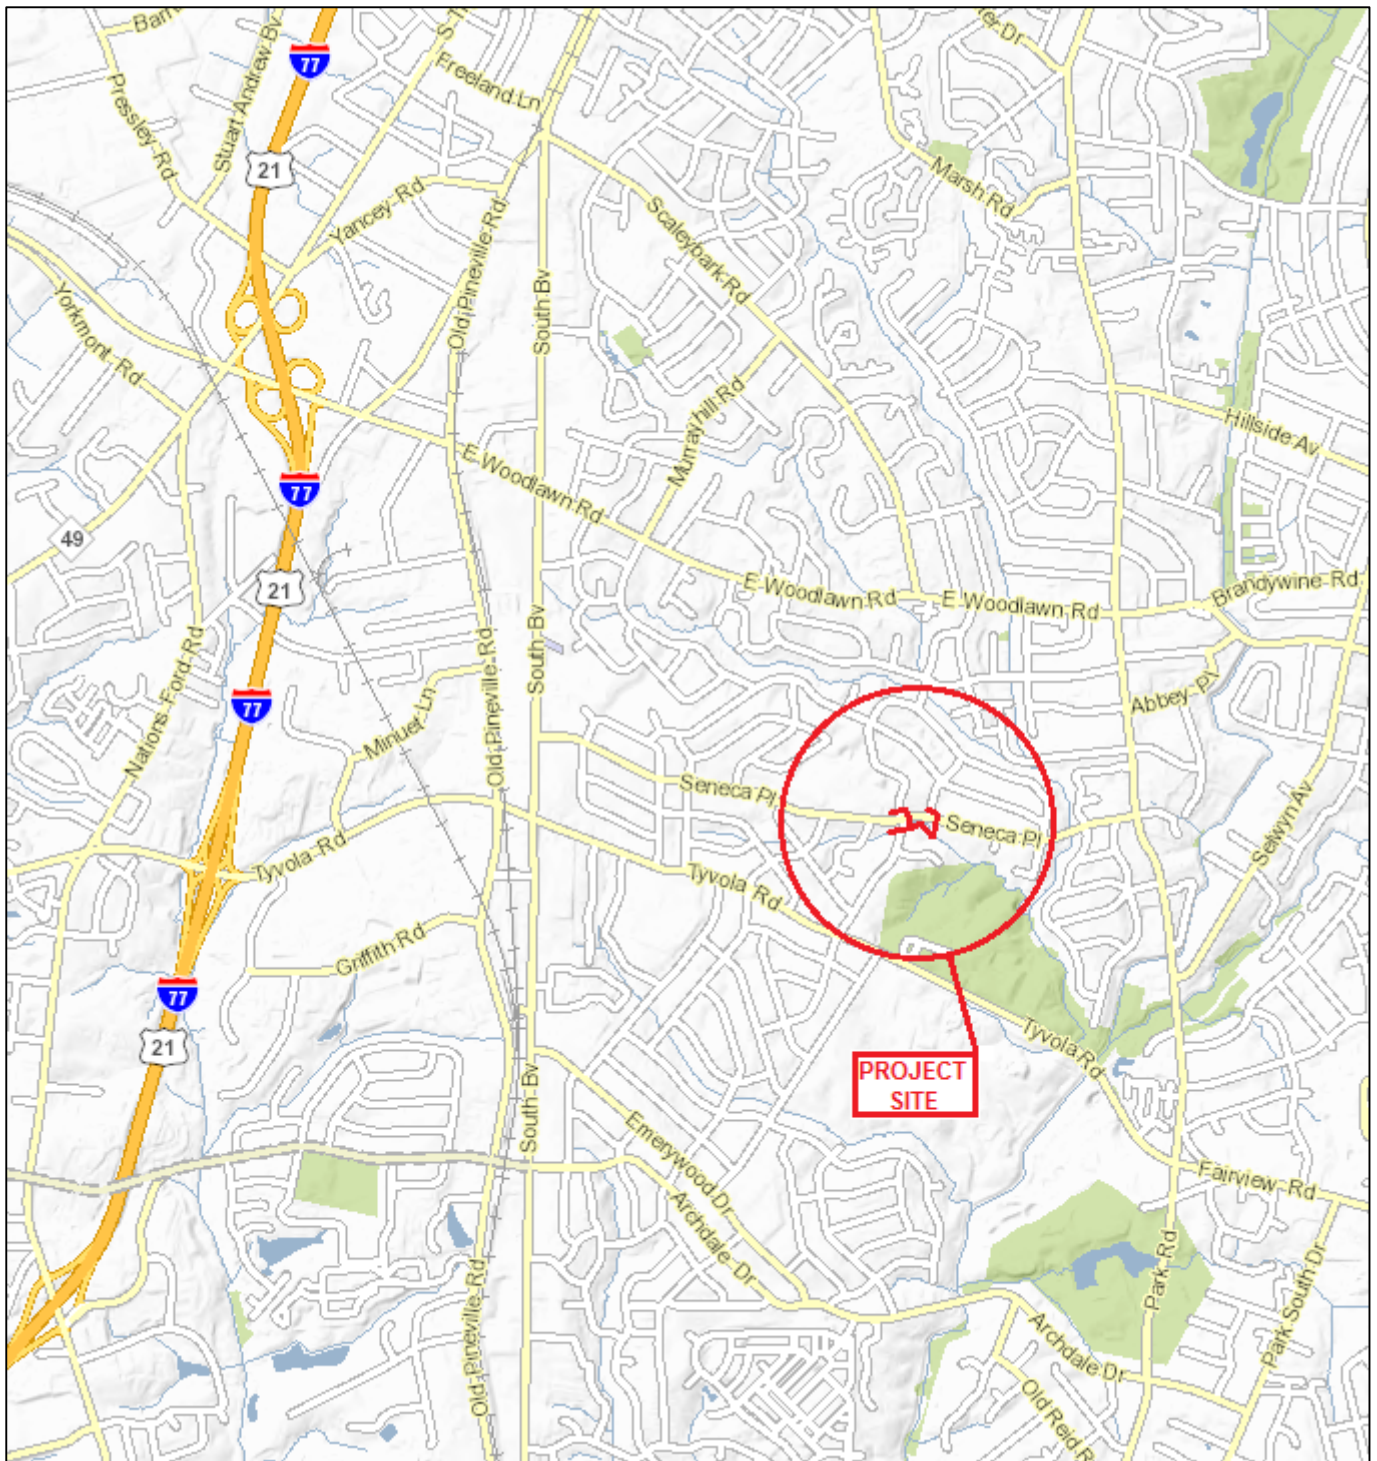 77
Freeland Ln
Pressley Rd
Stuart Andrew Bv
21
Marsh Rd
Yancey Rd
Scaleybark Rd
Old Pineville Rd
South Bv
Yorkmont Rd
Murrayhill Rd
Hillside Av
E Woodlawn Rd
77
49
21
E Woodlawn Rd
E Woodlawn Rd
Brandywine Rd
Nations Ford Rd
Old Pineville Rd
South Bv
77
Minuet Ln
Abbey Pl
Seneca Pl
Seneca Pl
Selwyn Av
Tyvola Rd
Tyvola Rd
Griffith Rd
77
21
Tyvola Rd
PROJECT
SITE
South Bv
Emerywood Dr
Fairview Rd
Archdale Dr
Old Pineville Rd
Park Rd
Park South Dr
Archdale Dr